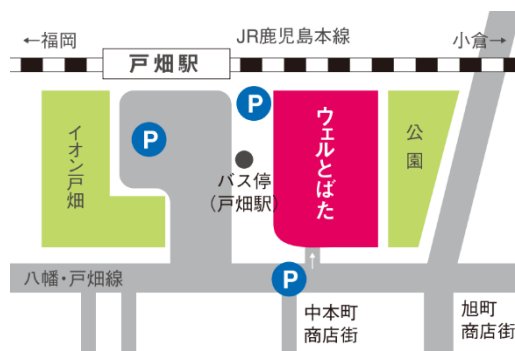 ←福岡
JR鹿児島本線
小倉→
戸畑駅
P
P
イオン戸畑
ウェルとばた
公園
バス停
(戸畑駅)
八幡・戸畑線
P
↑
中本町
商店街
旭町
商店街